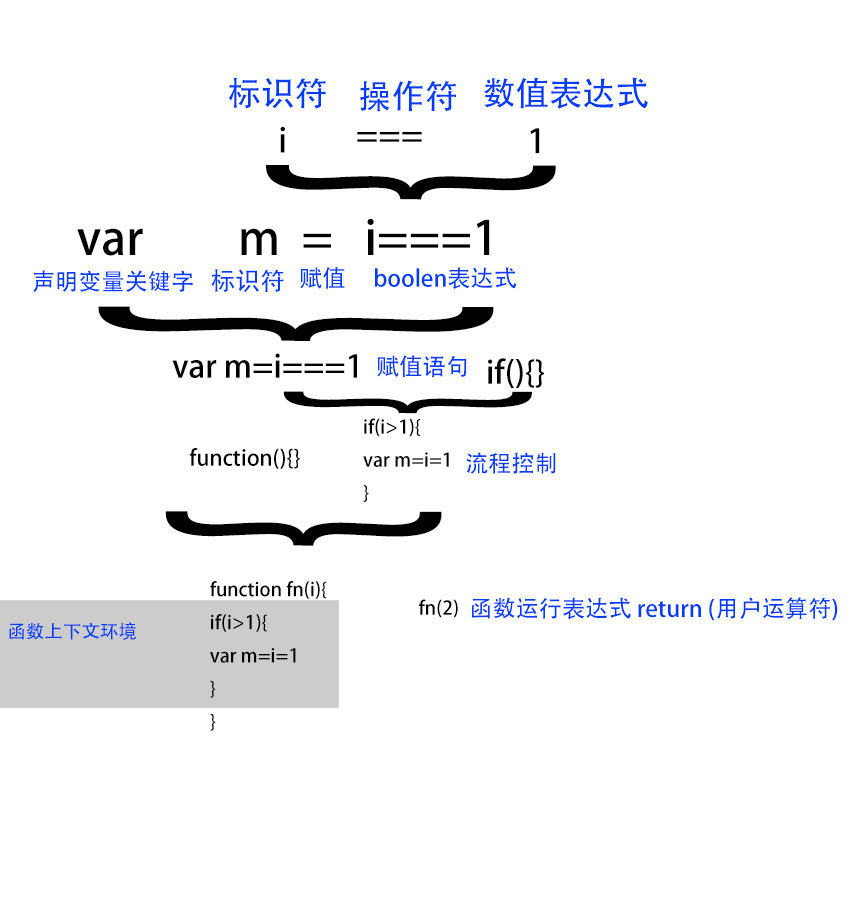 标识符 操作符 数值表达式
i === 1
var m = i===1
声明变量关键字 标识符 赋值 boolen表达式
var m=i===1 赋值语句 if(){}
if(i>1){
function(){} var m=i=1 流程控制
}
function fn(i){
fn(2) 函数运行表达式 return (用户运算符)
函数上下文环境 if(i>1){
var m=i=1
}
}